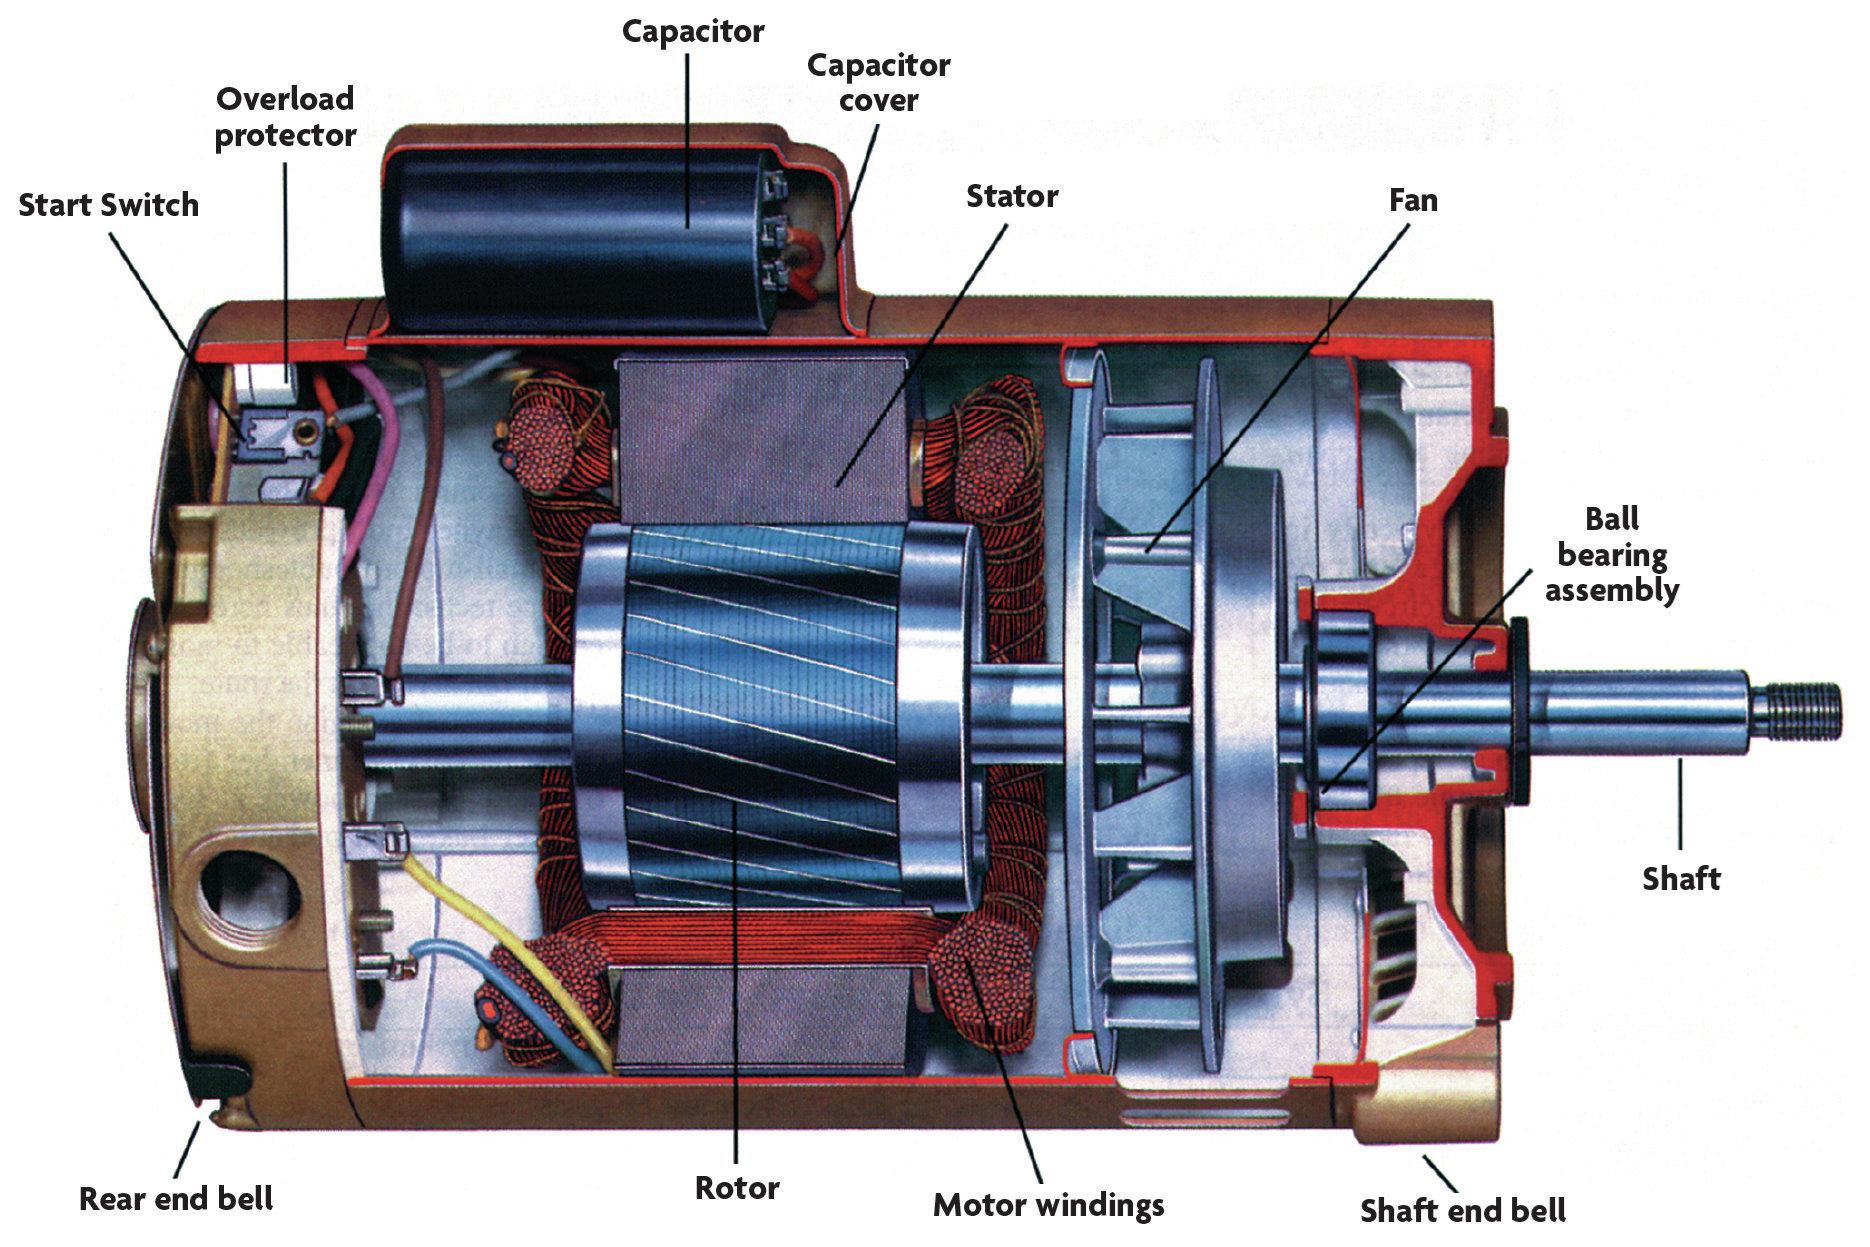 Capacitor
Capacitor
cover
Overload
protector
Start Switch
Stator
Fan
Ball
bearing
assembly
Shaft
Rear end bell
Rotor
Motor windings
Shaft end bell